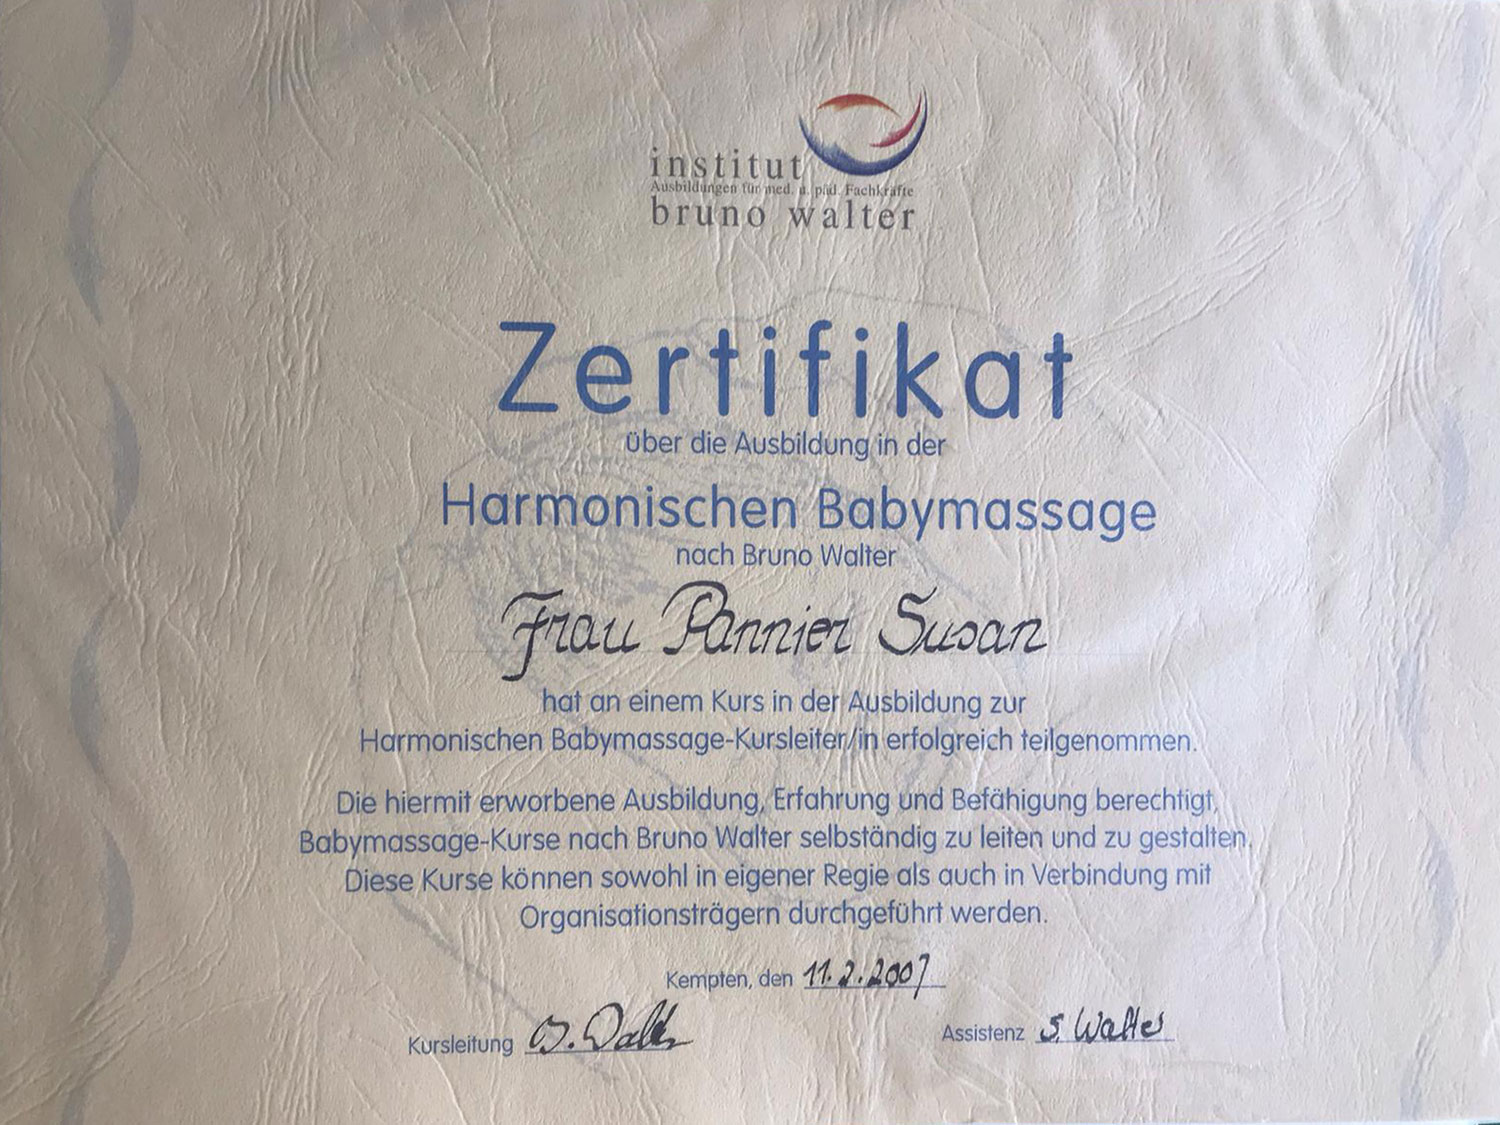 institut
Ausbildungen für med. u. päd. Fachkräfte
bruno walter
Zertifikat
über die Ausbildung in der
Harmonischen Babymassage
nach Bruno Walter
Frau Pannier Susan
hat an einem Kurs in der Ausbildung zur
Harmonischen Babymassage-Kursleiter/in erfolgreich teilgenommen.
Die hiermit erworbene Ausbildung, Erfahrung und Befähigung berechtigt,
Babymassage-Kurse nach Bruno Walter selbständig zu leiten und zu gestalten.
Diese Kurse können sowohl in eigener Regie als auch in Verbindung mit
Organisationsträgern durchgeführt werden.
Kempten, den 11.2.2007
Kursleitung B. Walter Assistenz S. Walter